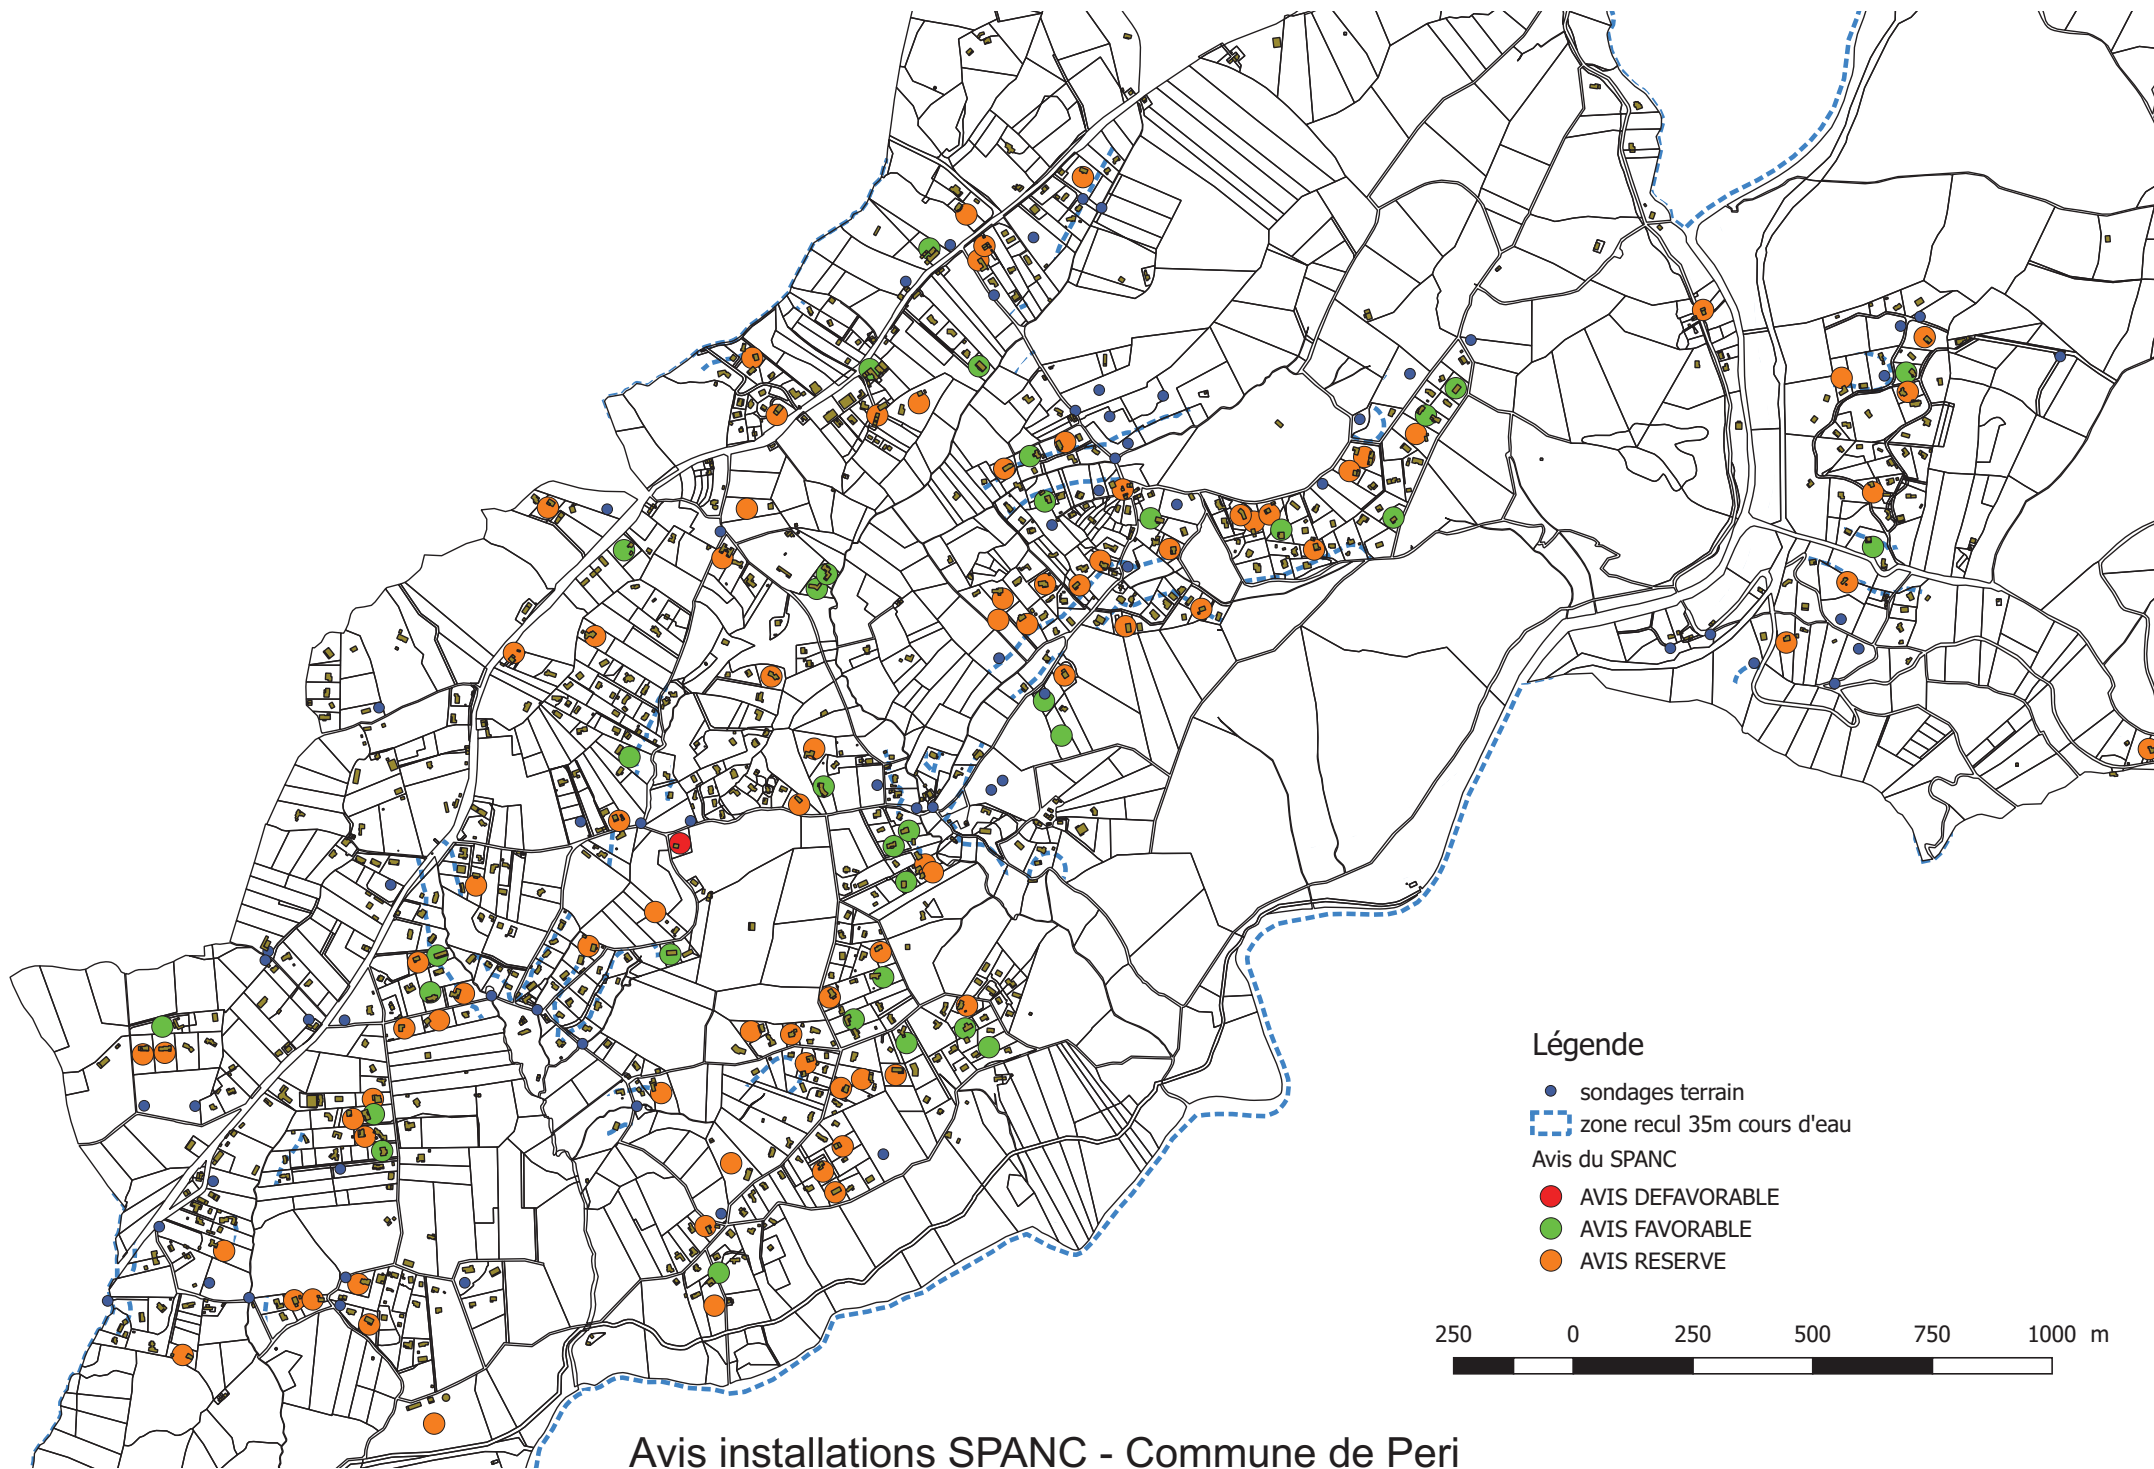 Légende
sondages terrain
zone recul 35m cours d'eau
Avis du SPANC
AVIS DEFAVORABLE
AVIS FAVORABLE
AVIS RESERVE
250 0 250 500 750 1000 m
Avis installations SPANC - Commune de Peri